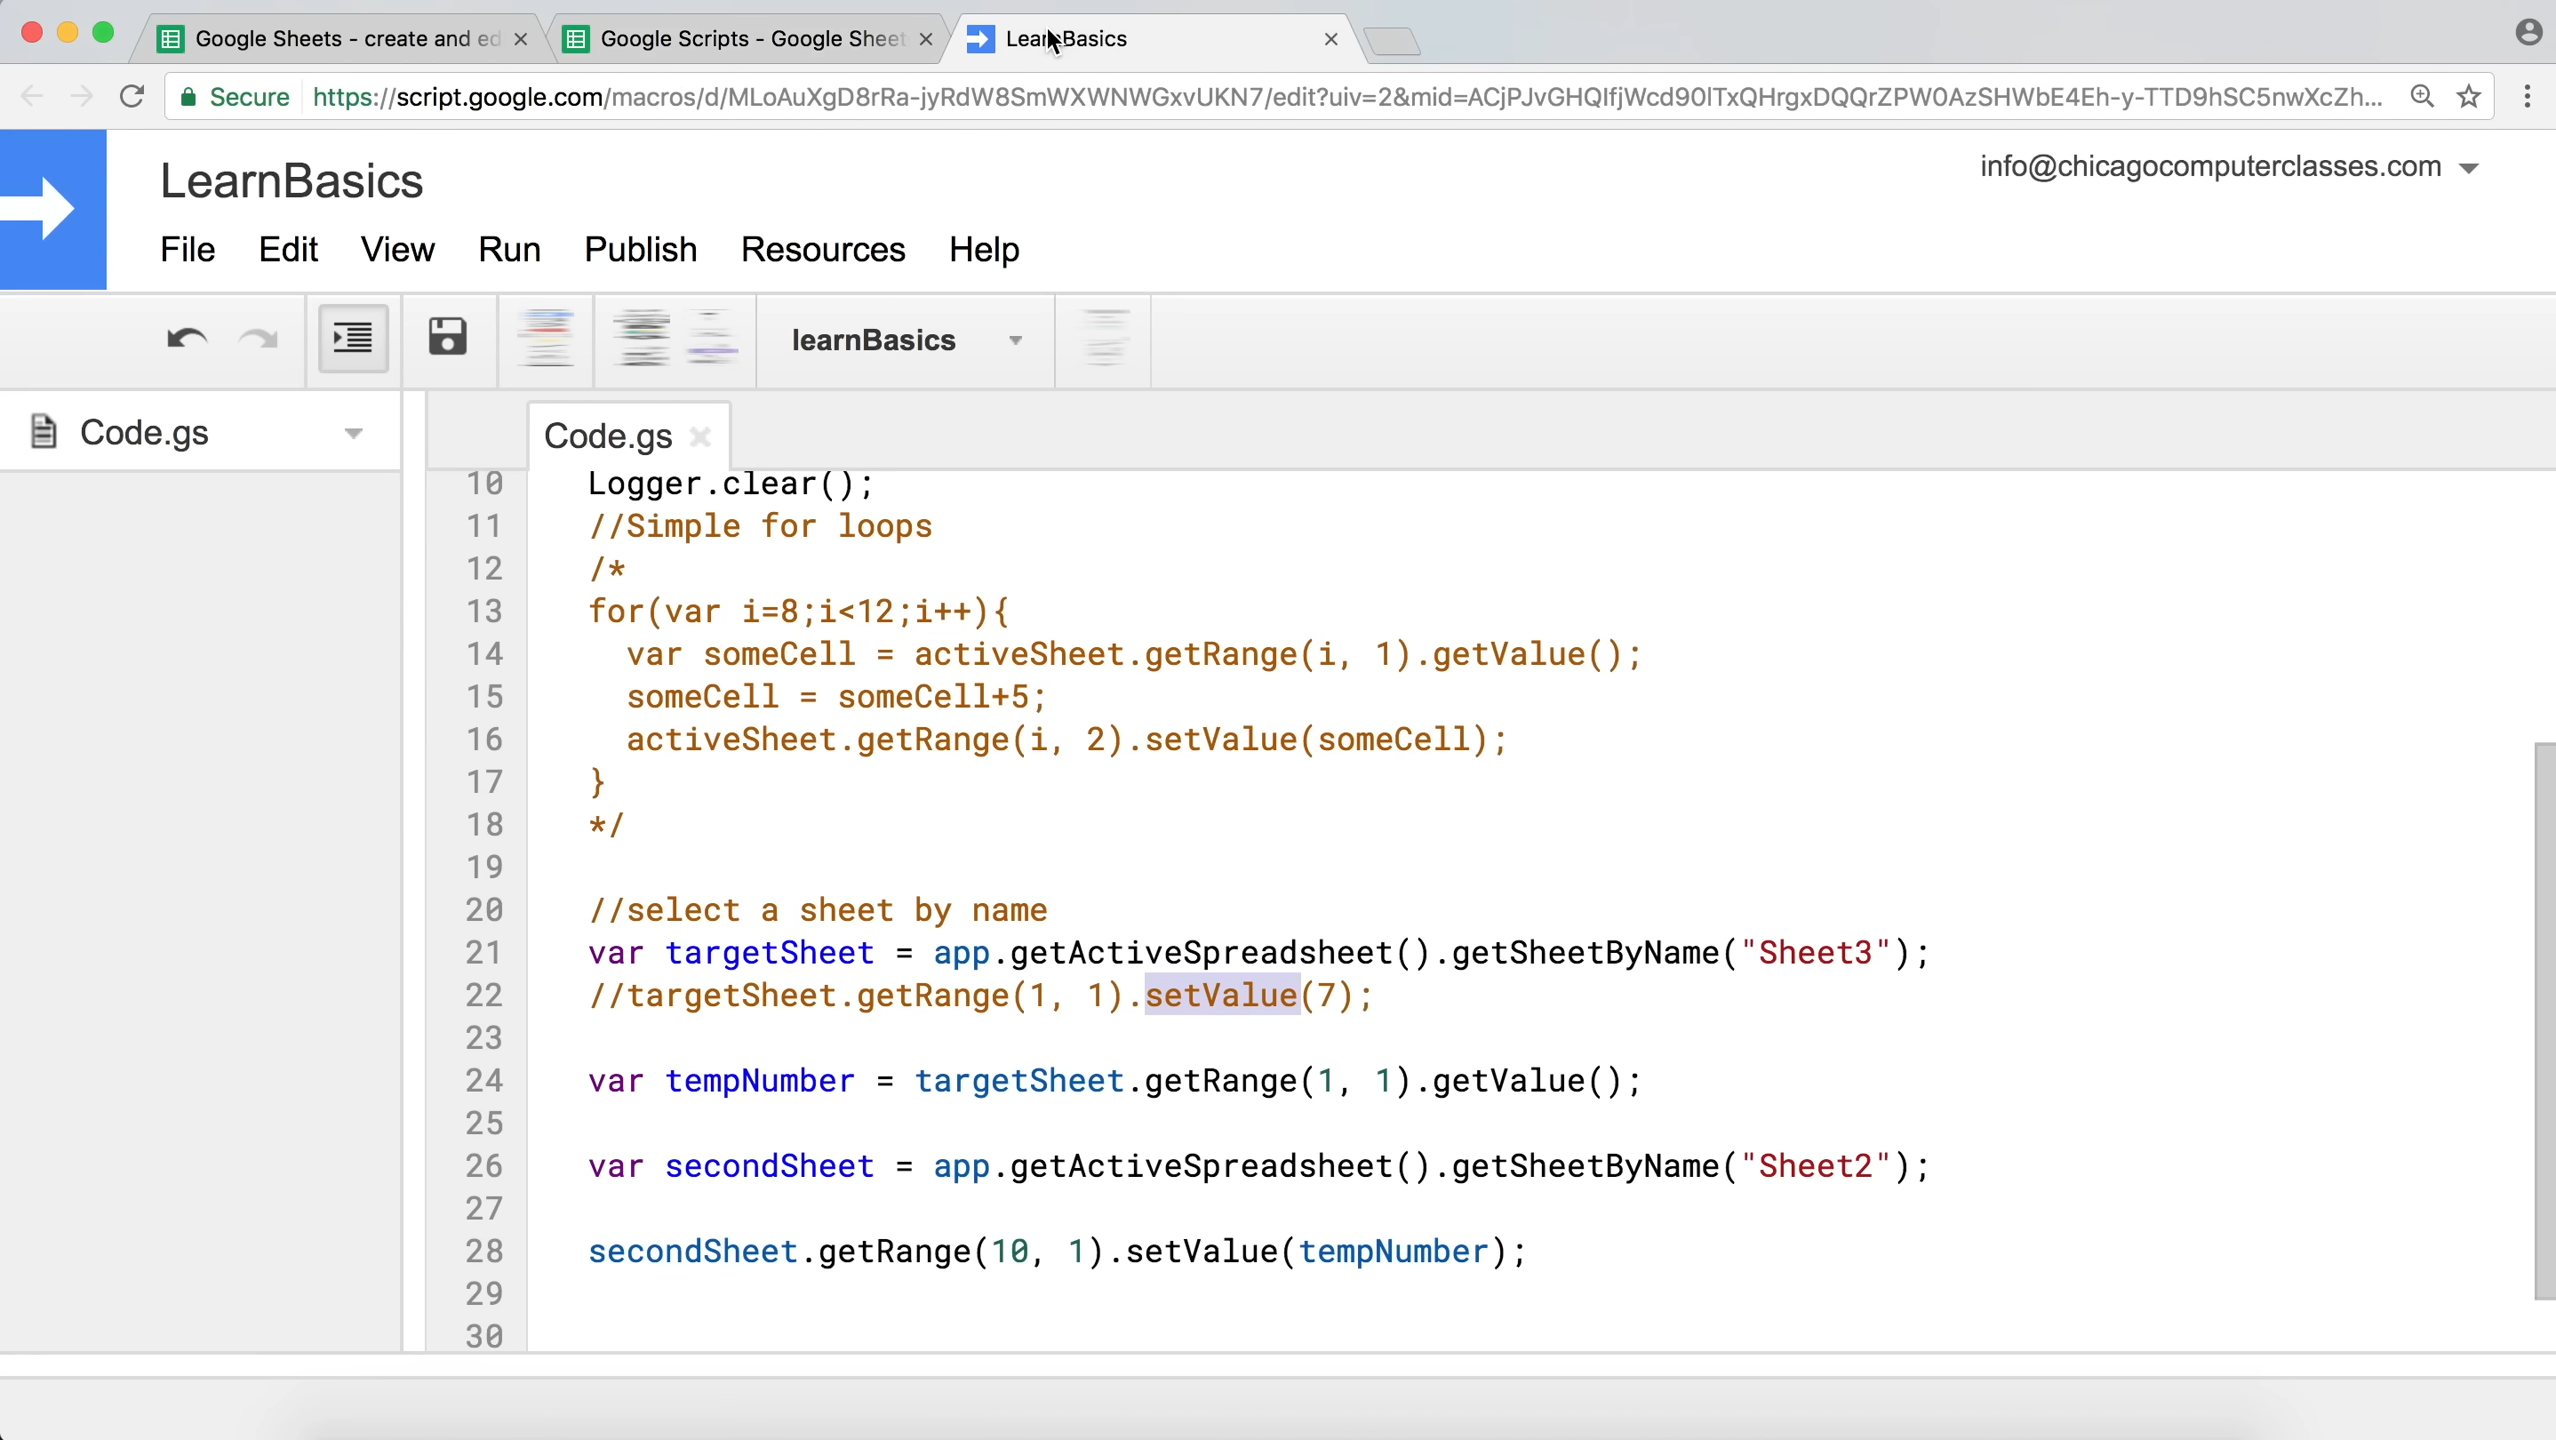 Google Sheets - create and ed
Google Scripts - Google Sheet
LearnBasics
Secure https://script.google.com/macros/d/MLoAuXgD8rRa-jyRdW8SmWXWNWGxvUKN7/edit?uiv=2&mid=ACjPJvGHQIfjWcd90ITxQHrgxDQQrZPW0AzSHWbE4Eh-y-TTD9hSC5nwXcZh...
LearnBasics
info@chicagocomputerclasses.com
File Edit View Run Publish Resources Help
learnBasics
Code.gs
Code.gs
10 Logger.clear();
11 //Simple for loops
12 /*
13 for(var i=8;i<12;i++){
14 var someCell = activeSheet.getRange(i, 1).getValue();
15 someCell = someCell+5;
16 activeSheet.getRange(i, 2).setValue(someCell);
17 }
18 */
19
20 //select a sheet by name
21 var targetSheet = app.getActiveSpreadsheet().getSheetByName("Sheet3");
22 //targetSheet.getRange(1, 1).setValue(7);
23
24 var tempNumber = targetSheet.getRange(1, 1).getValue();
25
26 var secondSheet = app.getActiveSpreadsheet().getSheetByName("Sheet2");
27
28 secondSheet.getRange(10, 1).setValue(tempNumber);
29
30